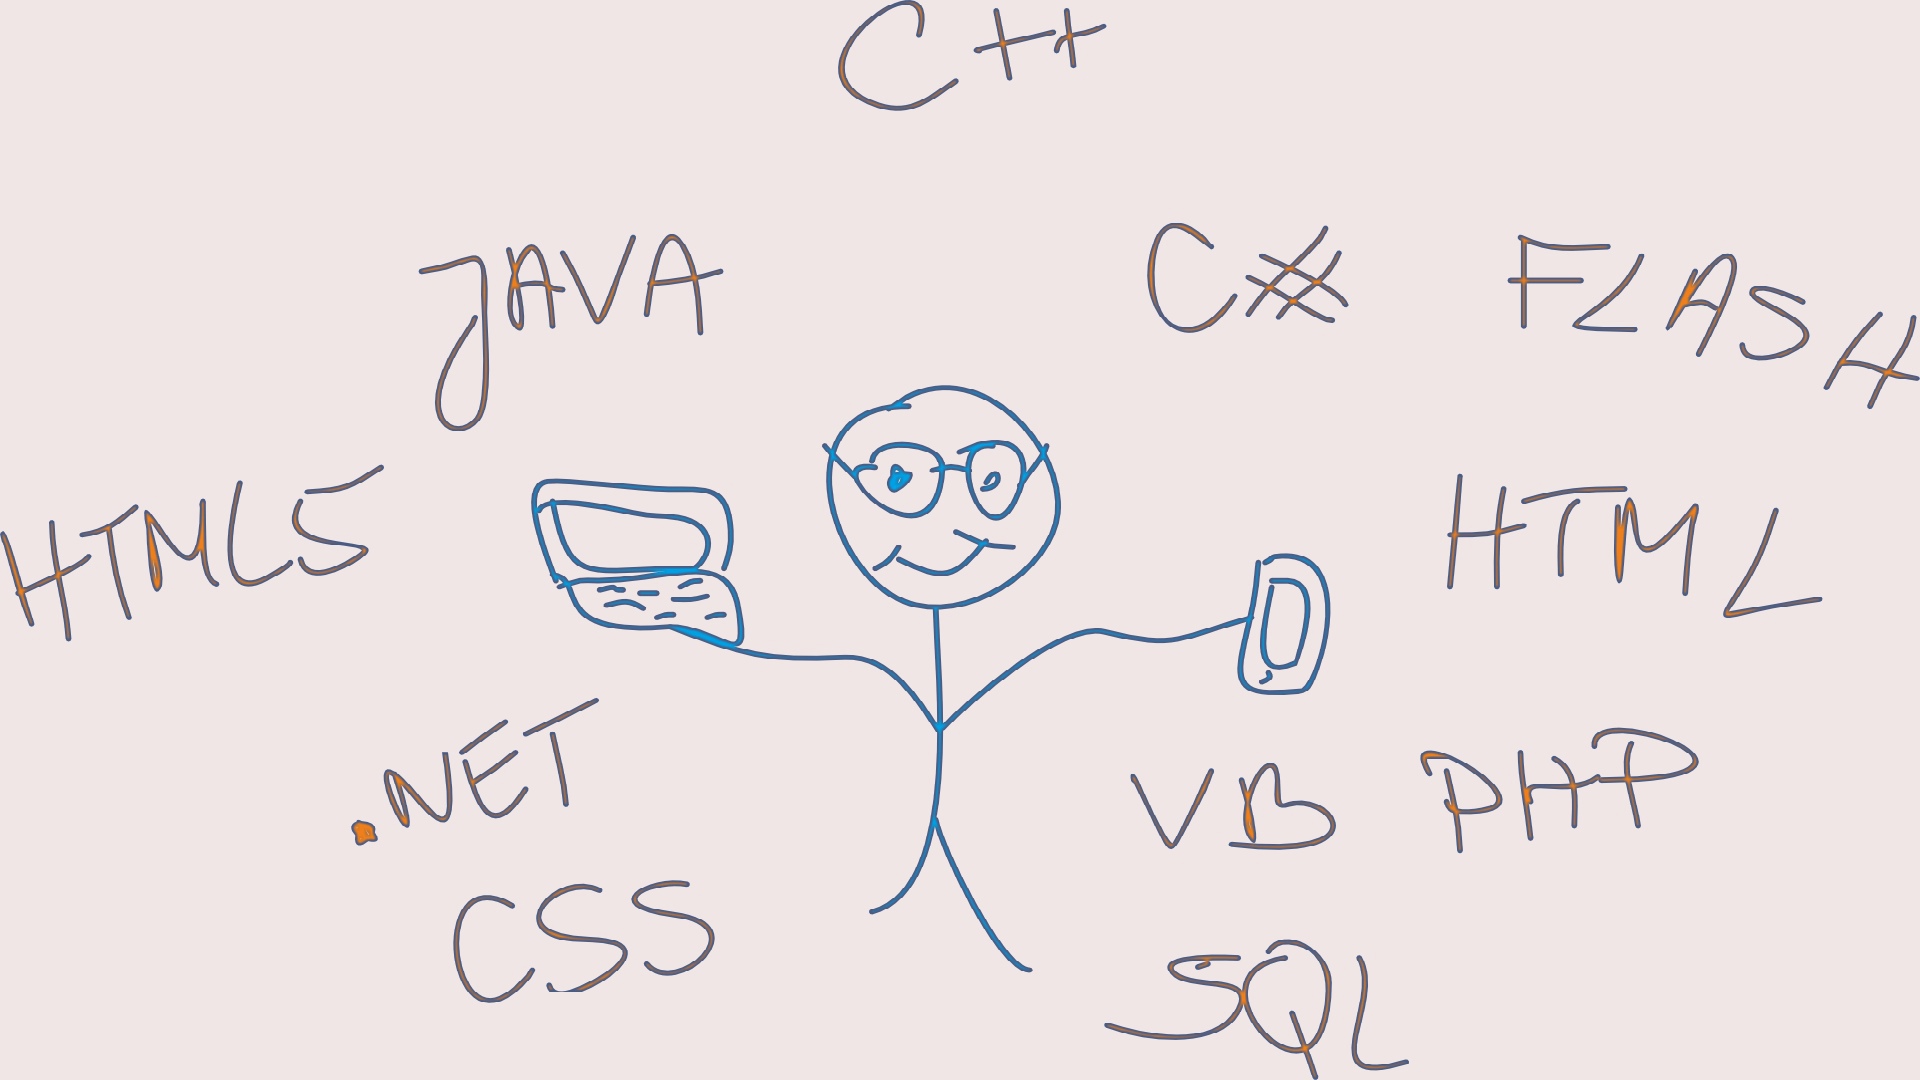 C++
JAVA
C#
FLASH
HTML5
HTML
.NET
VB
PHP
CSS
SQL